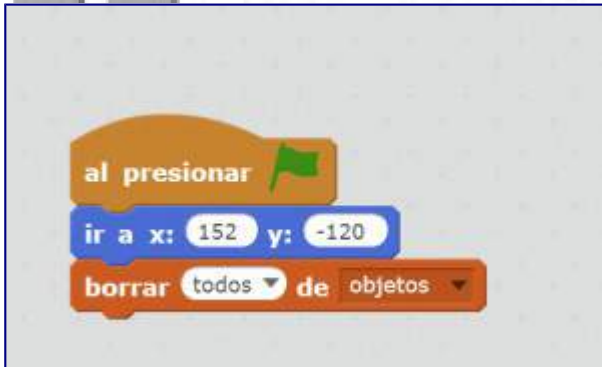 al presionar
ir a x: 152 y: -120
borrar todos de objetos